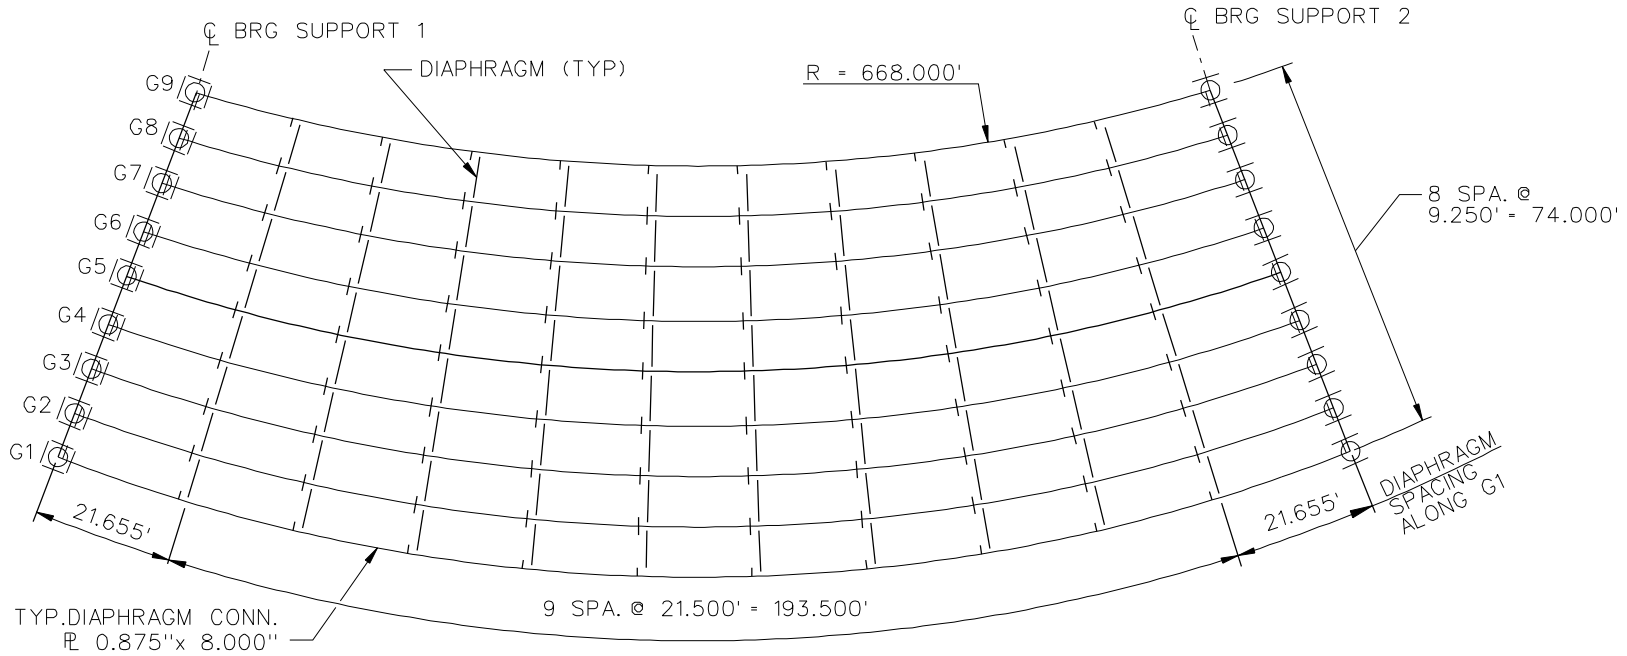 ℄ BRG SUPPORT 1
℄ BRG SUPPORT 2
DIAPHRAGM (TYP)
R = 668.000'
G9
G8
G7
G6
G5
G4
G3
G2
G1
8 SPA. @
9.250' = 74.000'
21.655'
9 SPA. @ 21.500' = 193.500'
21.655'
DIAPHRAGM
SPACING
ALONG G1
TYP.DIAPHRAGM CONN.
PL 0.875"x 8.000"